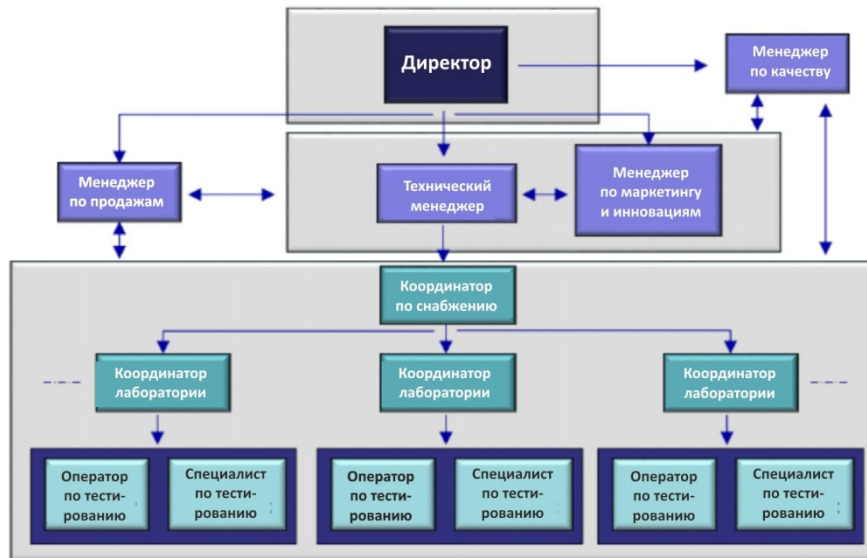 Директор
Менеджер
по качеству
Менеджер
по продажам
Технический
менеджер
Менеджер
по маркетингу
и инновациям
Координатор
по снабжению
Координатор
лаборатории
Координатор
лаборатории
Координатор
лаборатории
Оператор
по тести-
рованию
Специалист
по тести-
рованию
Оператор
по тести-
рованию
Специалист
по тести-
рованию
Оператор
по тести-
рованию
Специалист
по тести-
рованию